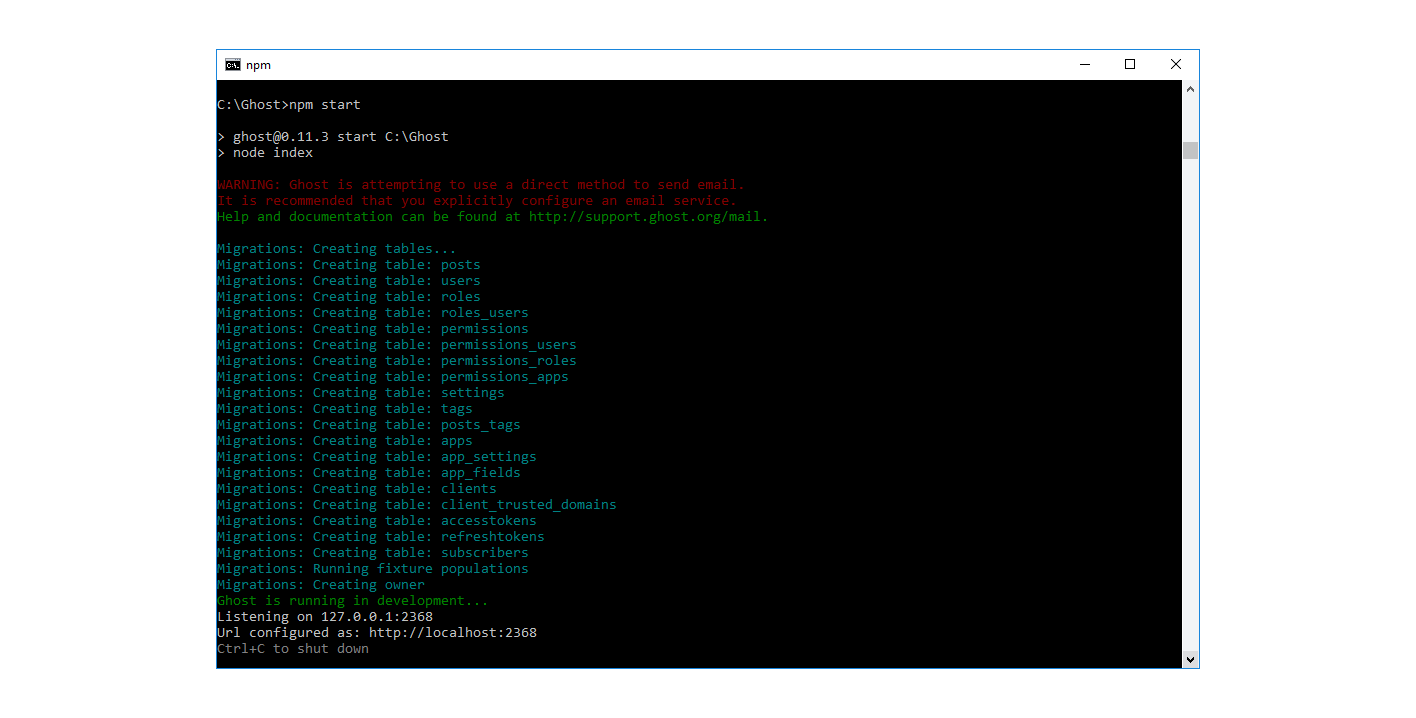 npm
C:\Ghost>npm start
> ghost@0.11.3 start C:\Ghost
> node index
WARNING: Ghost is attempting to use a direct method to send email.
It is recommended that you explicitly configure an email service.
Help and documentation can be found at http://support.ghost.org/mail.
Migrations: Creating tables...
Migrations: Creating table: posts
Migrations: Creating table: users
Migrations: Creating table: roles
Migrations: Creating table: roles_users
Migrations: Creating table: permissions
Migrations: Creating table: permissions_users
Migrations: Creating table: permissions_roles
Migrations: Creating table: permissions_apps
Migrations: Creating table: settings
Migrations: Creating table: tags
Migrations: Creating table: posts_tags
Migrations: Creating table: apps
Migrations: Creating table: app_settings
Migrations: Creating table: app_fields
Migrations: Creating table: clients
Migrations: Creating table: client_trusted_domains
Migrations: Creating table: accesstokens
Migrations: Creating table: refreshtokens
Migrations: Creating table: subscribers
Migrations: Running fixture populations
Migrations: Creating owner
Ghost is running in development...
Listening on 127.0.0.1:2368
Url configured as: http://localhost:2368
Ctrl+C to shut down